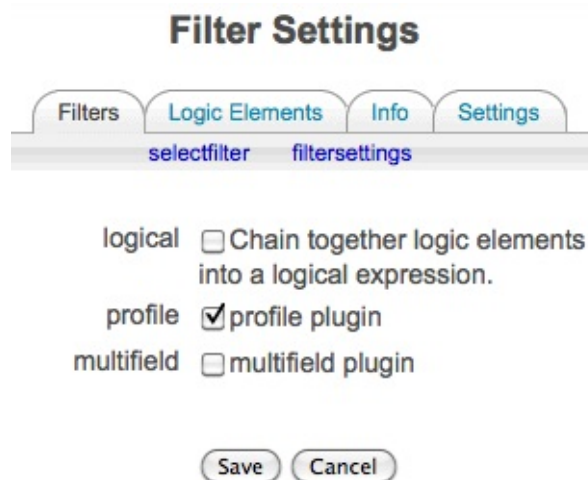 Filter Settings
Filters Logic Elements Info Settings
selectfilter filtersettings
logical Chain together logic elements
into a logical expression.
profile profile plugin
multifield multifield plugin
Save Cancel